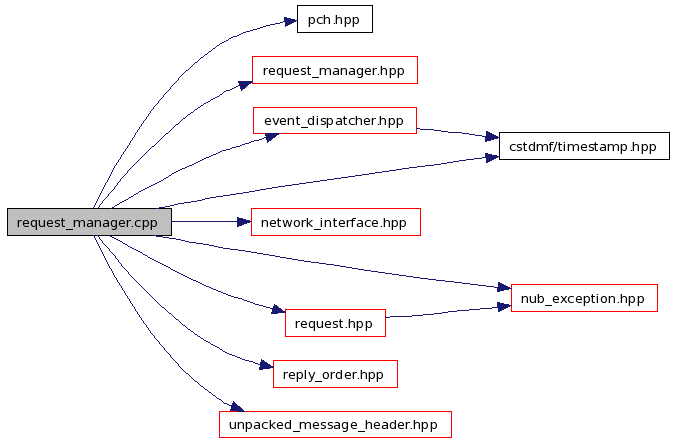 pch.hpp
request_manager.hpp
event_dispatcher.hpp
cstdmf/timestamp.hpp
request_manager.cpp
network_interface.hpp
nub_exception.hpp
request.hpp
reply_order.hpp
unpacked_message_header.hpp